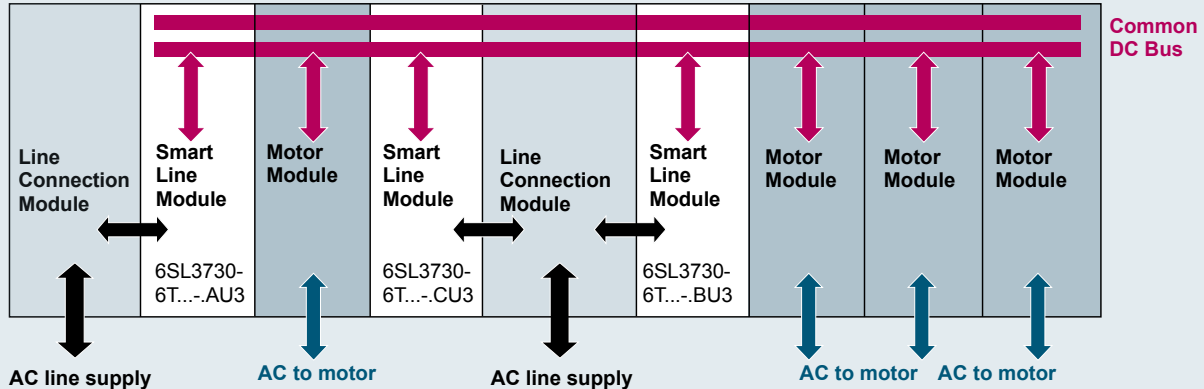 Common
DC Bus
Line
Connection
Module
Smart
Line
Module
Motor
Module
Smart
Line
Module
Line
Connection
Module
Smart
Line
Module
Motor
Module
Motor
Module
Motor
Module
6SL3730-
6T...-.AU3
6SL3730-
6T...-.CU3
6SL3730-
6T...-.BU3
AC line supply
AC to motor
AC line supply
AC to motor
AC to motor